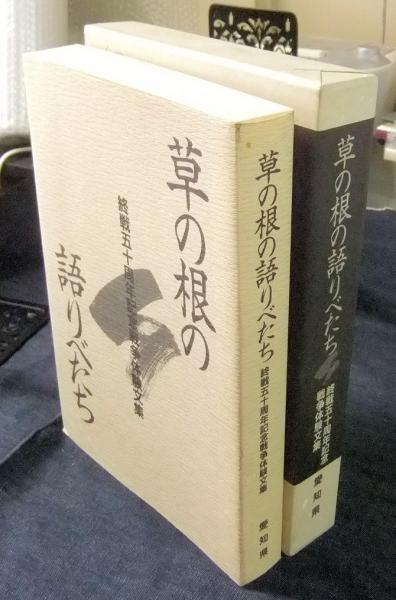 草の根の
語りべたち
終戦五十周年記念戦争体験文集
草の根の語りべたち
終戦五十周年記念戦争体験文集
愛知県
草の根の語りべたち
終戦五十周年記念
戦争体験文集
愛知県